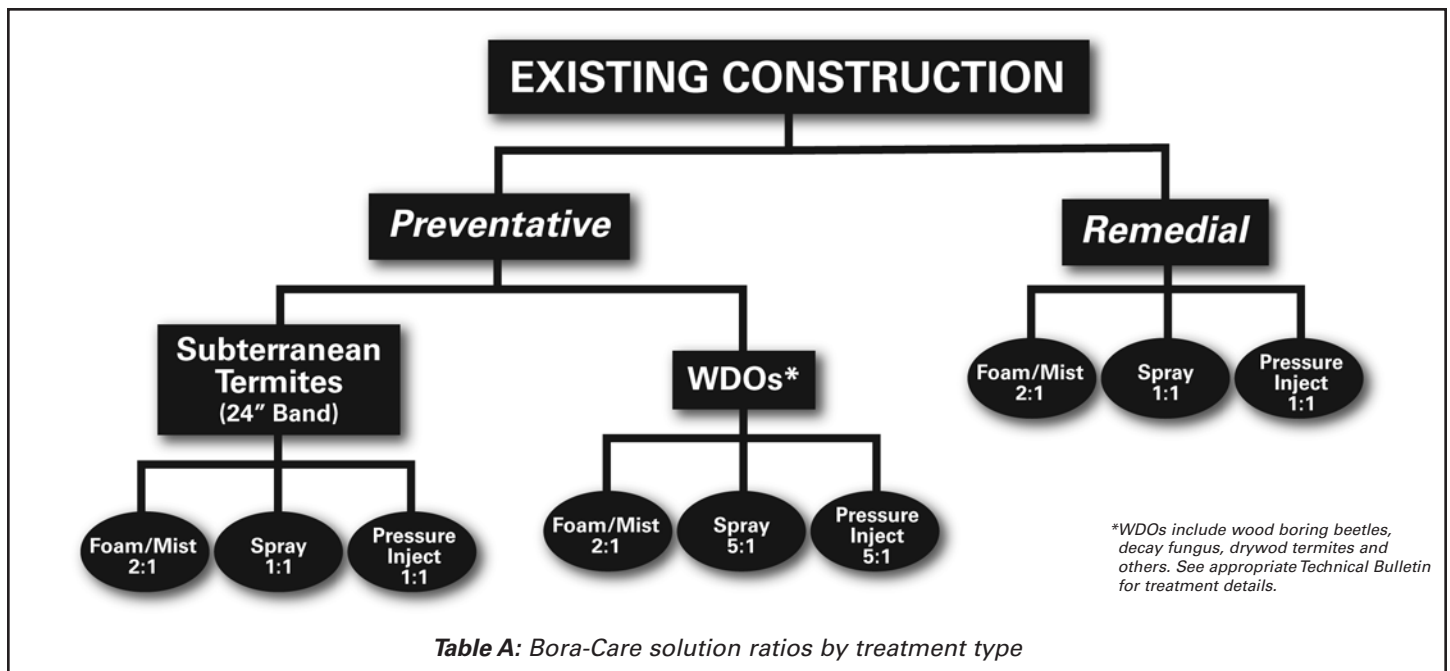 EXISTING CONSTRUCTION
Preventative
Remedial
Subterranean
Termites
(24” Band)
WDOs*
Foam/Mist
2:1
Spray
1:1
Pressure
Inject
1:1
Foam/Mist
2:1
Spray
5:1
Pressure
Inject
5:1
Foam/Mist
2:1
Spray
1:1
Pressure
Inject
1:1
*WDOs include wood boring beetles,
decay fungus, drywod termites and
others. See appropriate Technical Bulletin
for treatment details.
Table A: Bora-Care solution ratios by treatment type